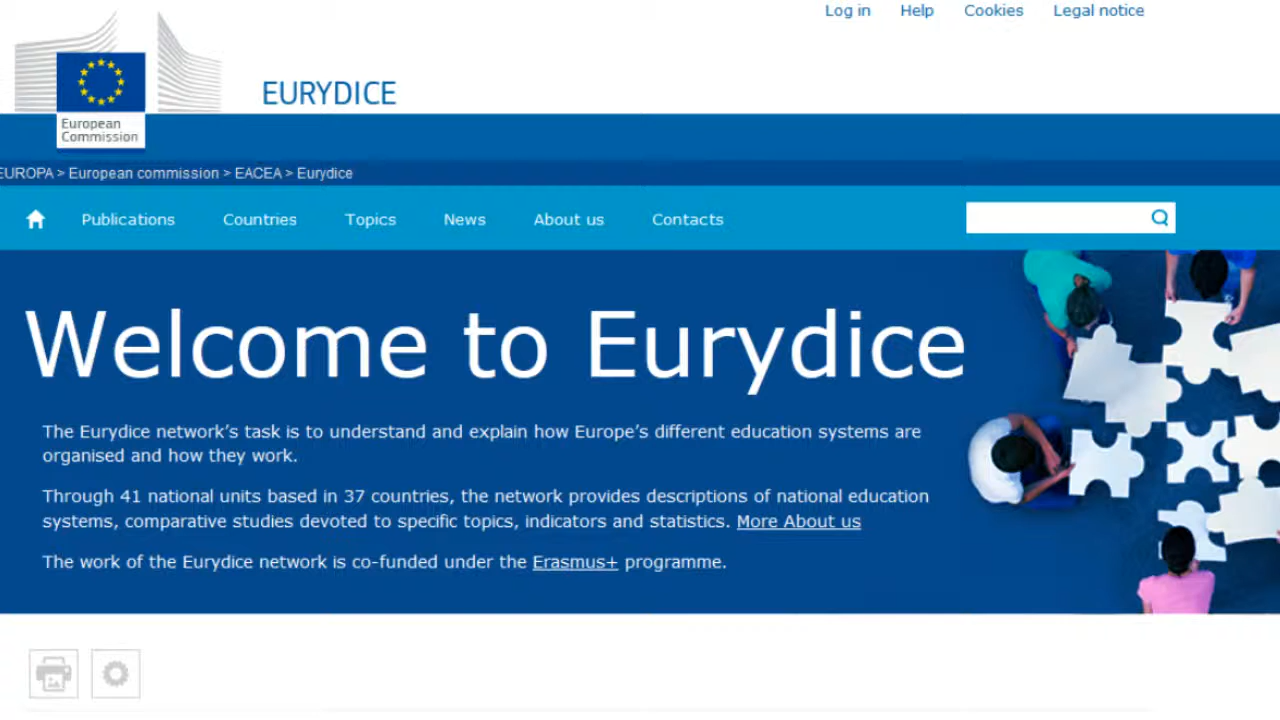 Log in Help Cookies Legal notice
EURYDICE
European
Commission
EUROPA > European commission > EACEA > Eurydice
Publications Countries Topics News About us Contacts
Welcome to Eurydice
The Eurydice network’s task is to understand and explain how Europe’s different education systems are
organised and how they work.
Through 41 national units based in 37 countries, the network provides descriptions of national education
systems, comparative studies devoted to specific topics, indicators and statistics. More About us
The work of the Eurydice network is co-funded under the Erasmus+ programme.